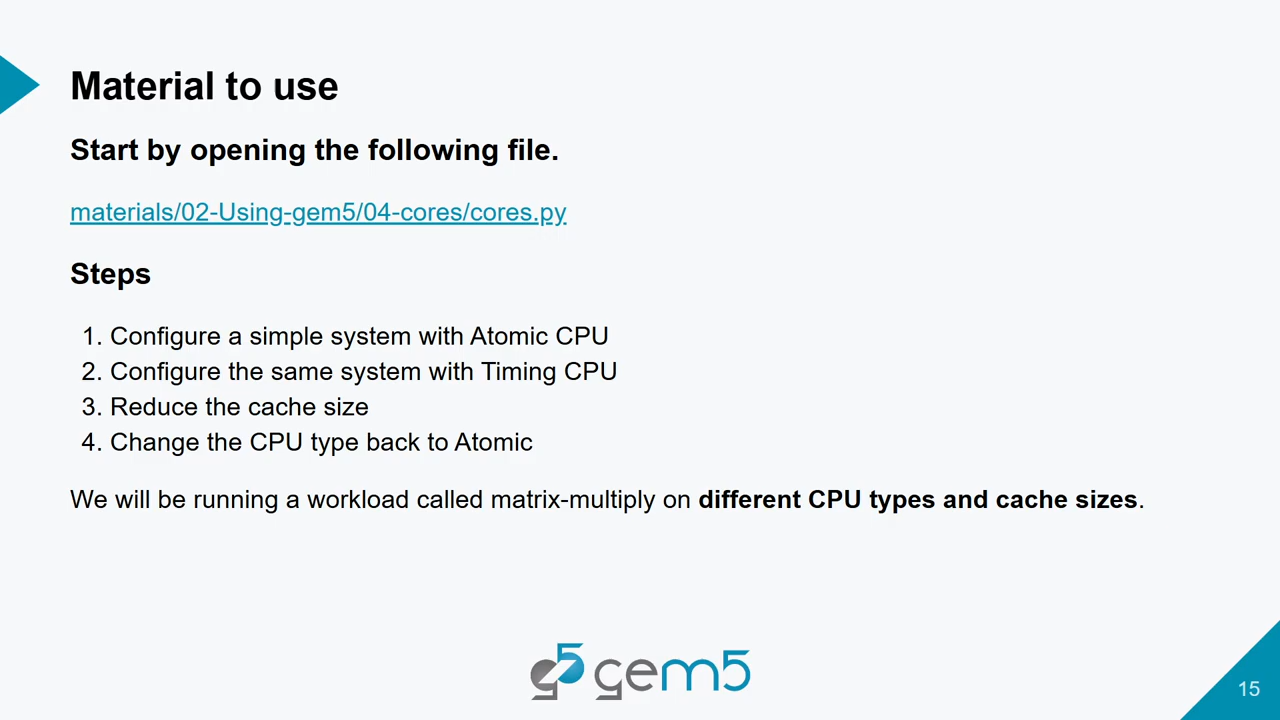 Material to use
Start by opening the following file.
materials/02-Using-gem5/04-cores/cores.py
Steps
1. Configure a simple system with Atomic CPU
2. Configure the same system with Timing CPU
3. Reduce the cache size
4. Change the CPU type back to Atomic
We will be running a workload called matrix-multiply on different CPU types and cache sizes.
g5 gem5
15